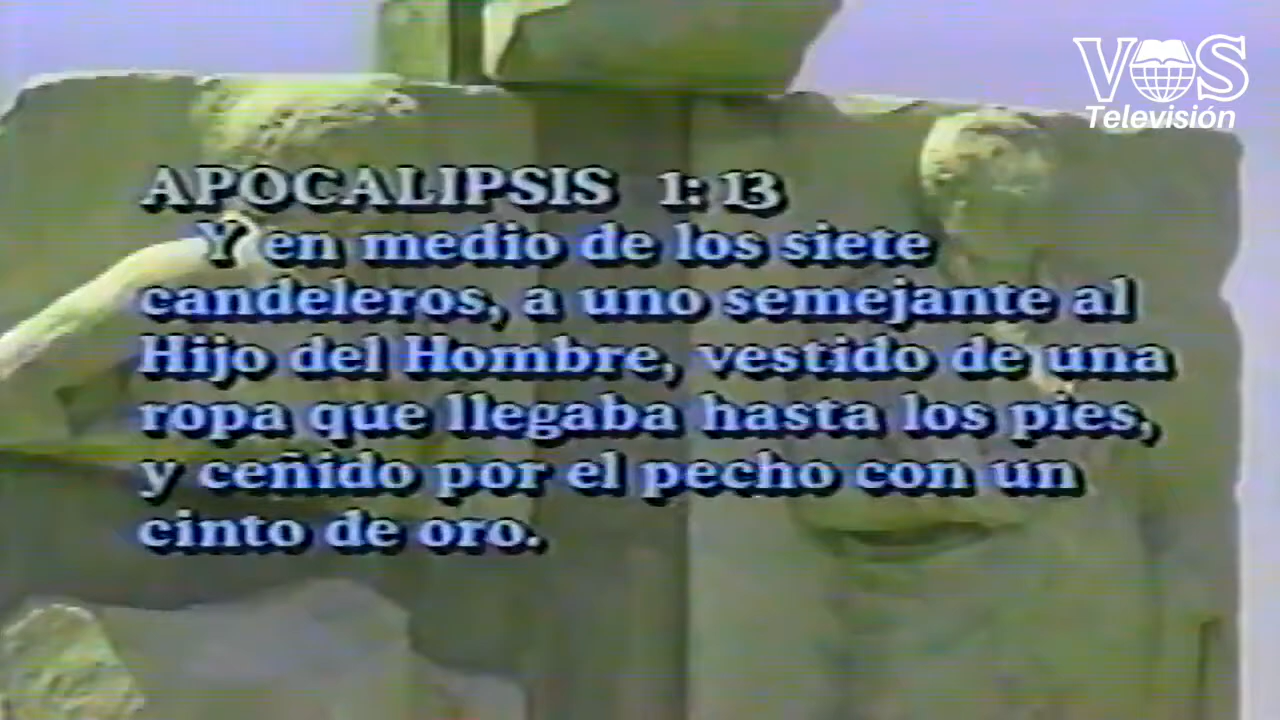 VOS
Televisión
APOCALIPSIS 1: 13
Y en medio de los siete
candeleros, a uno semejante al
Hijo del Hombre, vestido de una
ropa que llegaba hasta los pies,
y ceñido por el pecho con un
cinto de oro.